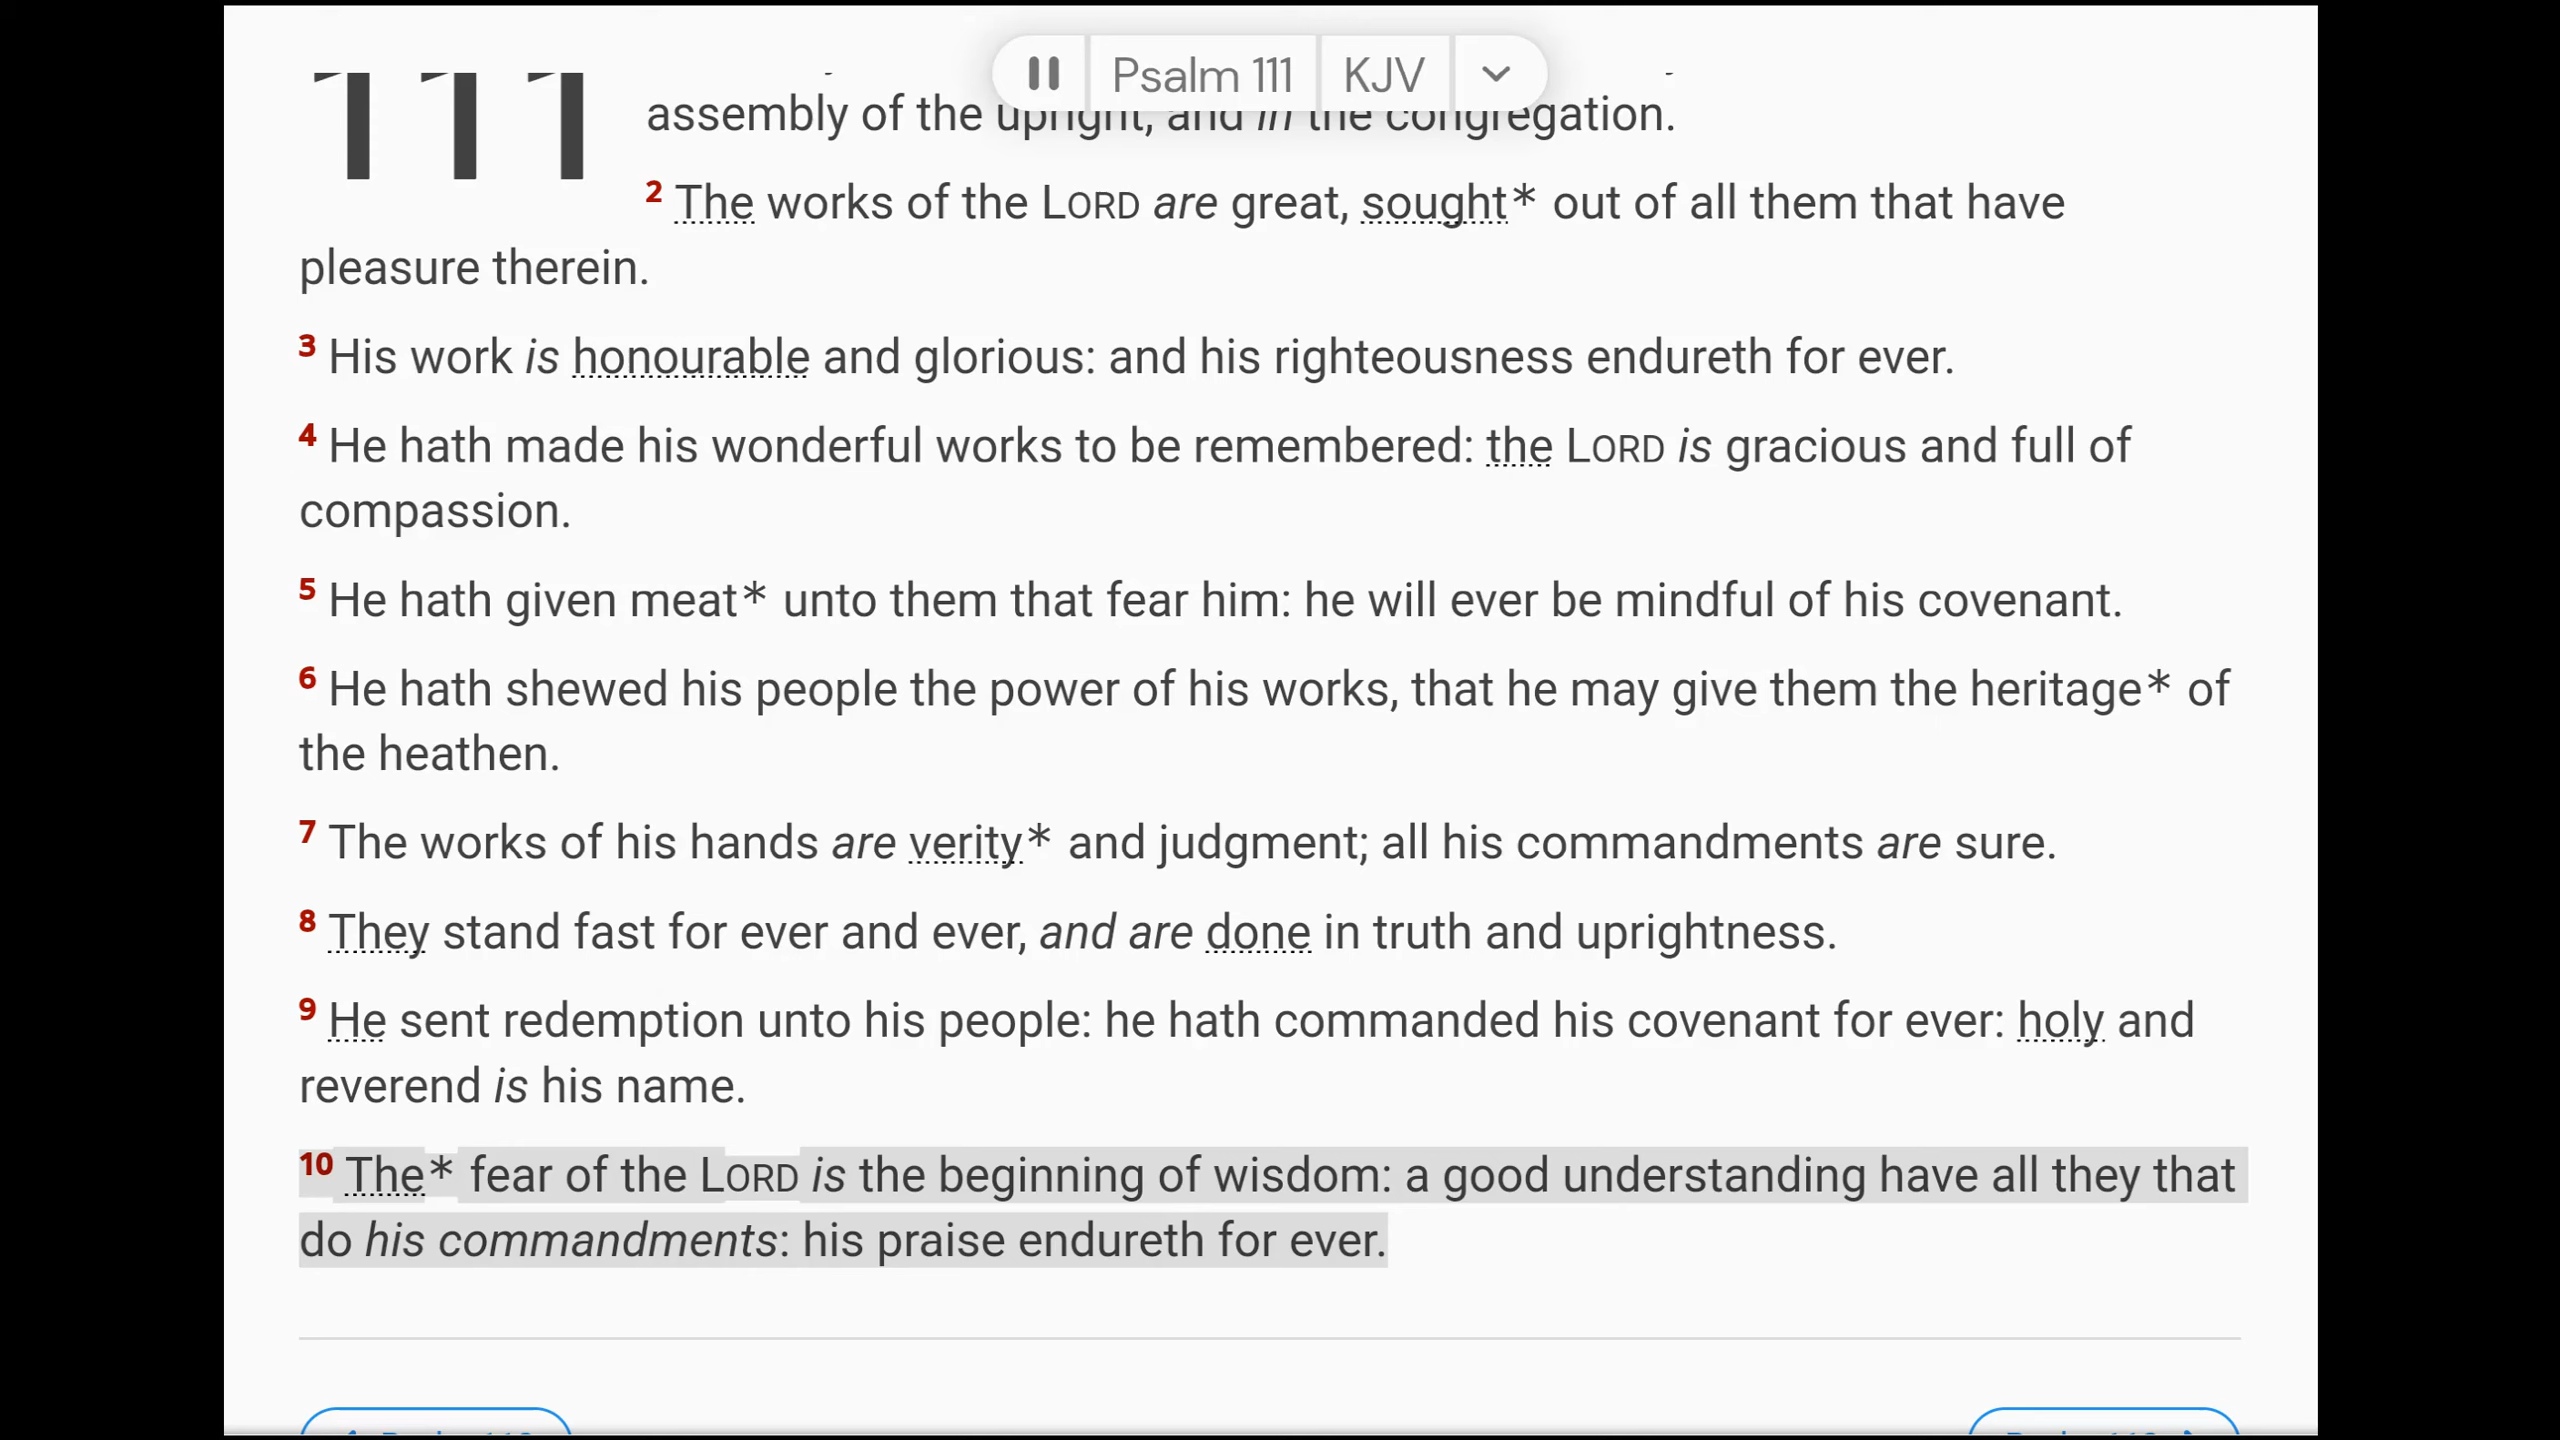 Psalm 111 KJV
111
assembly of the upright, and in the congregation.
2 The works of the LORD are great, sought* out of all them that have
pleasure therein.
3 His work is honourable and glorious: and his righteousness endureth for ever.
4 He hath made his wonderful works to be remembered: the LORD is gracious and full of
compassion.
5 He hath given meat* unto them that fear him: he will ever be mindful of his covenant.
6 He hath shewed his people the power of his works, that he may give them the heritage* of
the heathen.
7 The works of his hands are verity* and judgment; all his commandments are sure.
8 They stand fast for ever and ever, and are done in truth and uprightness.
9 He sent redemption unto his people: he hath commanded his covenant for ever: holy and
reverend is his name.
10 The* fear of the LORD is the beginning of wisdom: a good understanding have all they that
do his commandments: his praise endureth for ever.